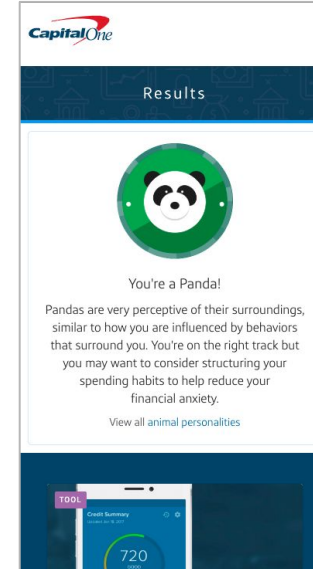 Capital One
Results
You're a Panda!
Pandas are very perceptive of their surroundings,
similar to how you are influenced by behaviors
that surround you. You're on the right track but
you may want to consider structuring your
spending habits to help reduce your
financial anxiety.
View all animal personalities
TOOL
Credit Summary
720